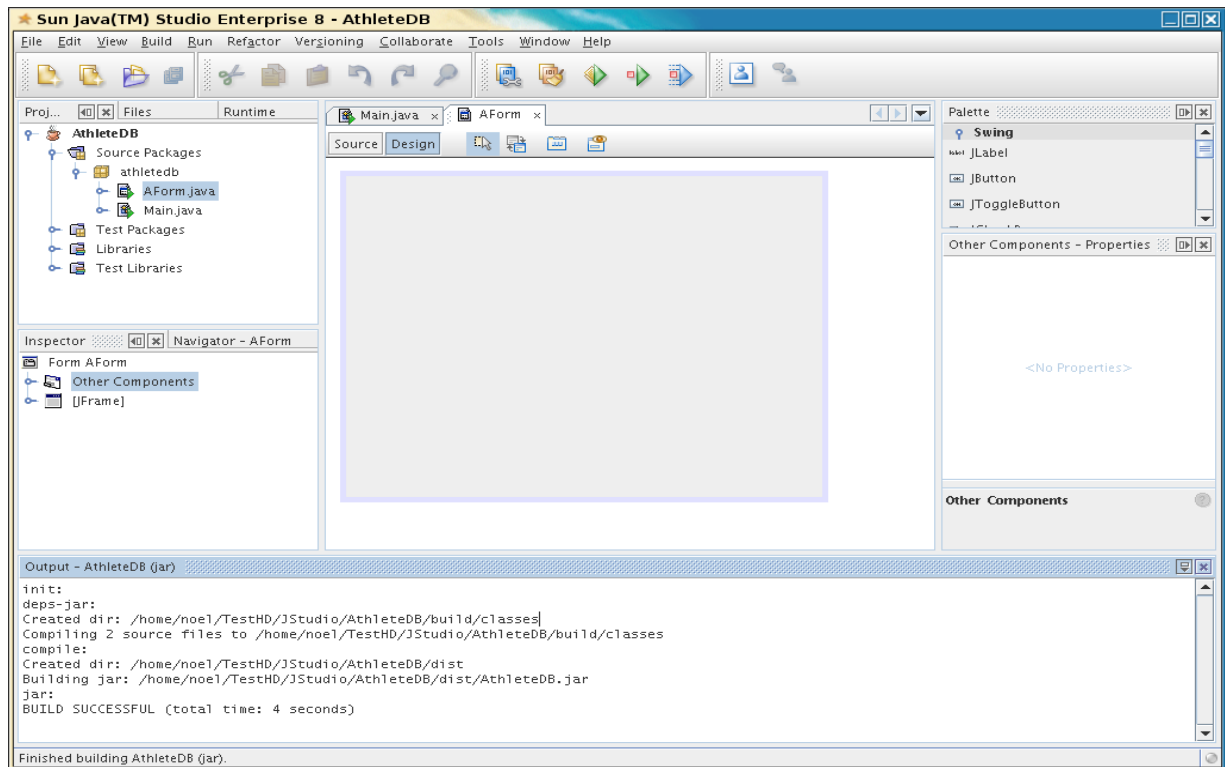 Sun Java(TM) Studio Enterprise 8 - AthleteDB
File Edit View Build Run Refactor Versioning Collaborate Tools Window Help
Proj... Files Runtime
AthleteDB
Source Packages
athletedb
AForm.java
Main.java
Test Packages
Libraries
Test Libraries
Inspector Navigator - AForm
Form AForm
Other Components
[JFrame]
Main.java x AForm x
Source Design
Palette
Swing
label JLabel
OK JButton
OK JToggleButton
Other Components - Properties
<No Properties>
Other Components
Output - AthleteDB (jar)
init:
deps-jar:
Created dir: /home/noel/TestHD/JStudio/AthleteDB/build/classes
Compiling 2 source files to /home/noel/TestHD/JStudio/AthleteDB/build/classes
compile:
Created dir: /home/noel/TestHD/JStudio/AthleteDB/dist
Building jar: /home/noel/TestHD/JStudio/AthleteDB/dist/AthleteDB.jar
jar:
BUILD SUCCESSFUL (total time: 4 seconds)
Finished building AthleteDB (jar).